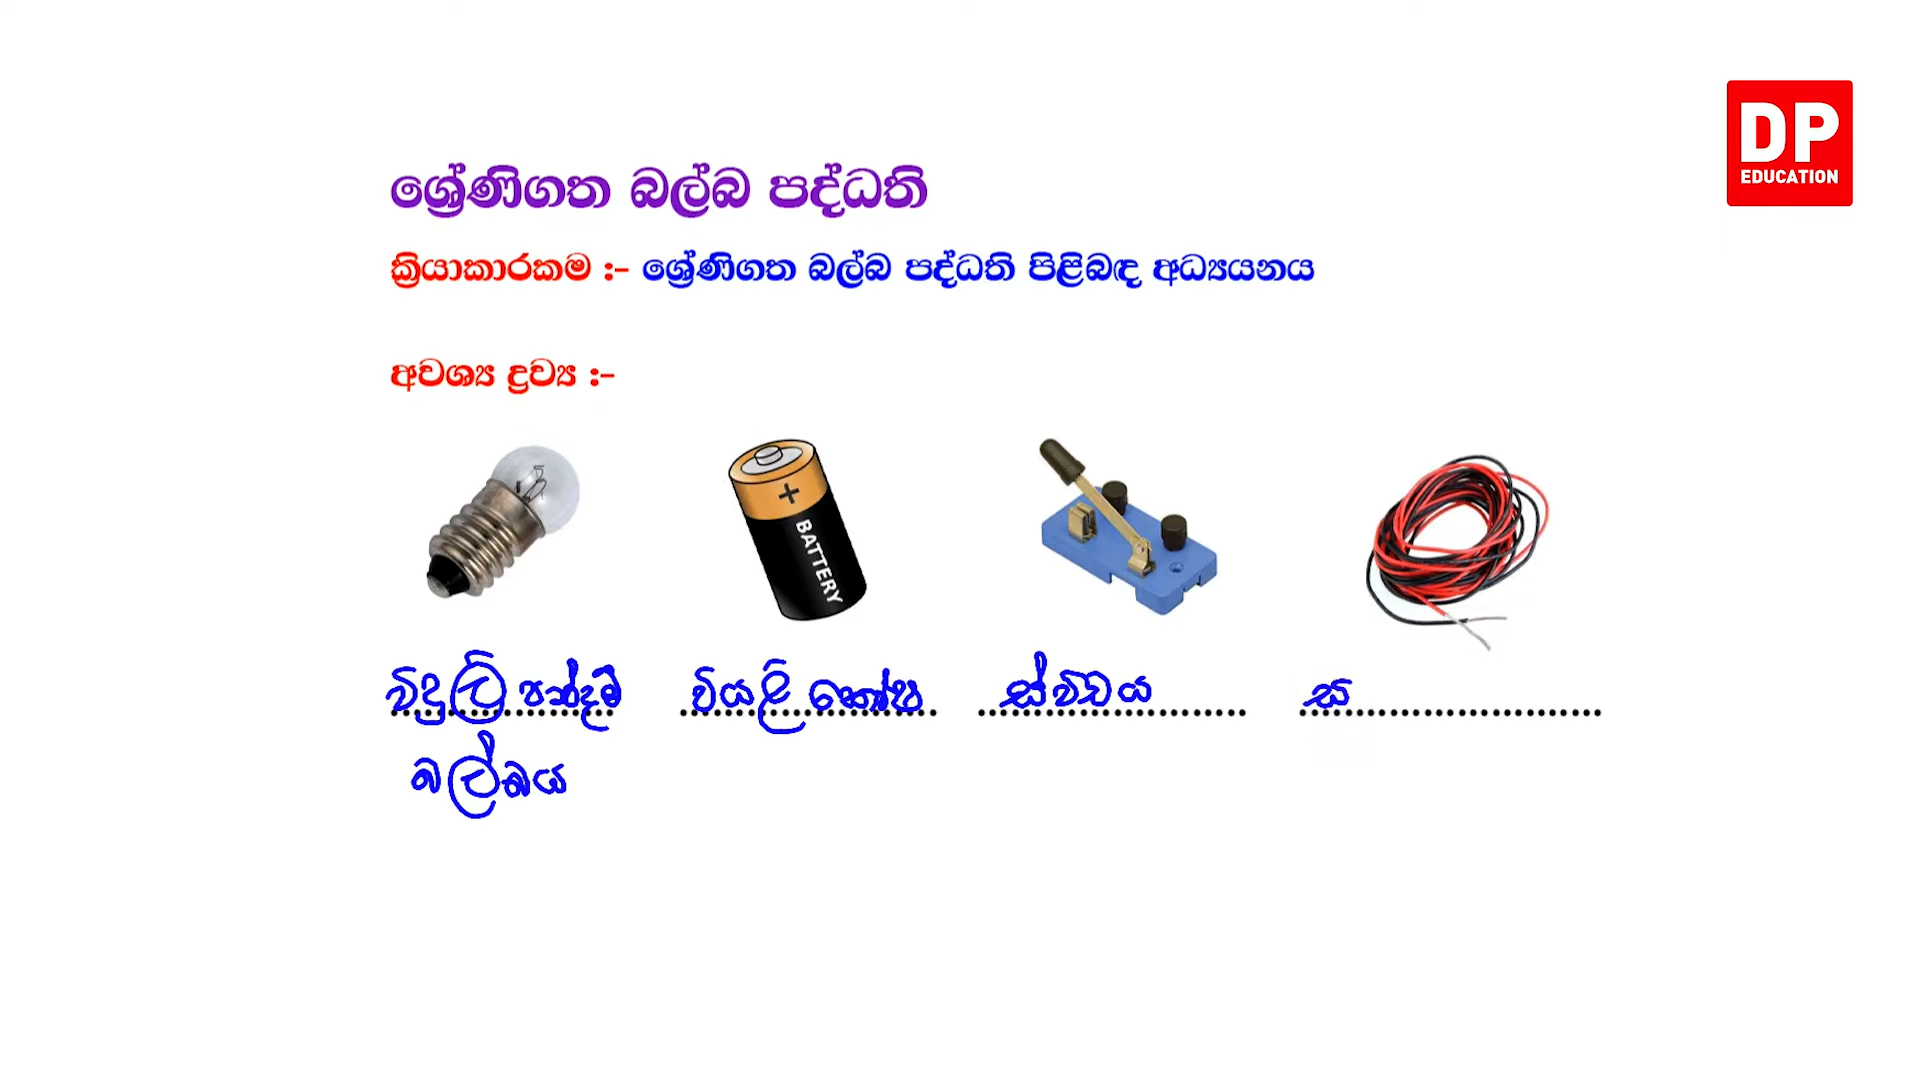 DP
EDUCATION
ශ්‍රේණිගත බල්බ පද්ධති
ක්‍රියාකාරකම :- ශ්‍රේණිගත බල්බ පද්ධති පිළිබඳ අධ්‍යයනය
අවශ්‍ය ද්‍රව්‍ය :-
+
BATTERY
විදුලි පන්දම් වියළි කෝෂ ස්විචය ස
බල්බය